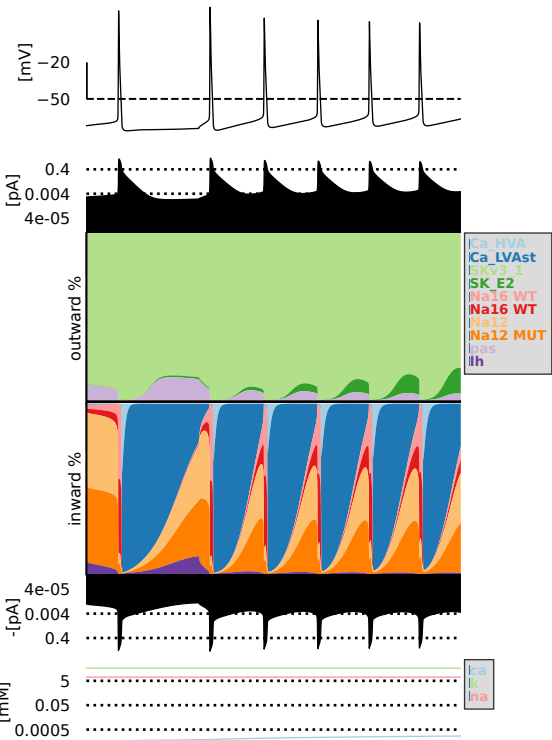 [mV]
−20
−50
[pA]
0.4
0.004
4e-05
outward %
Ca_HVA
Ca_LVAst
SKv3_1
SK_E2
Na16 WT
Na16 WT
Na12
Na12 MUT
pas
Ih
inward %
-[pA]
4e-05
0.004
0.4
[mM]
5
0.05
0.0005
ca
k
na